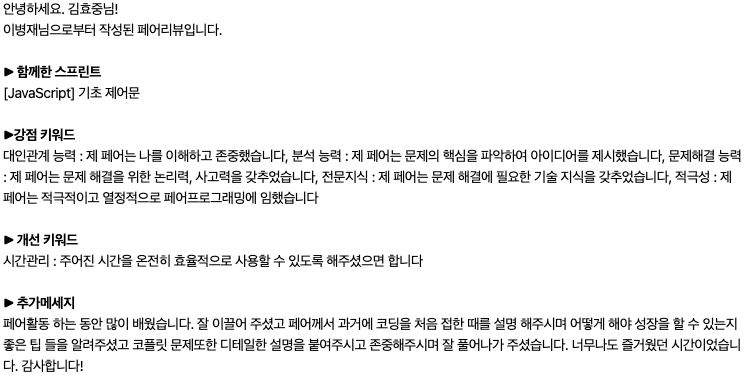 안녕하세요. 김효중님!
이병재님으로부터 작성된 페어리뷰입니다.
▶ 함께한 스프린트
[JavaScript] 기초 제어문
▶강점 키워드
대인관계 능력 : 제 페어는 나를 이해하고 존중했습니다, 분석 능력 : 제 페어는 문제의 핵심을 파악하여 아이디어를 제시했습니다, 문제해결 능력
: 제 페어는 문제 해결을 위한 논리력, 사고력을 갖추었습니다, 전문지식 : 제 페어는 문제 해결에 필요한 기술 지식을 갖추었습니다, 적극성 : 제
페어는 적극적이고 열정적으로 페어프로그래밍에 임했습니다
▶ 개선 키워드
시간관리 : 주어진 시간을 온전히 효율적으로 사용할 수 있도록 해주셨으면 합니다
▶ 추가메세지
페어활동 하는 동안 많이 배웠습니다. 잘 이끌어 주셨고 페어께서 과거에 코딩을 처음 접한 때를 설명 해주시며 어떻게 해야 성장을 할 수 있는지
좋은 팁 들을 알려주셨고 코플릿 문제또한 디테일한 설명을 붙여주시고 존중해주시며 잘 풀어나가 주셨습니다. 너무나도 즐거웠던 시간이었습니
다. 감사합니다!